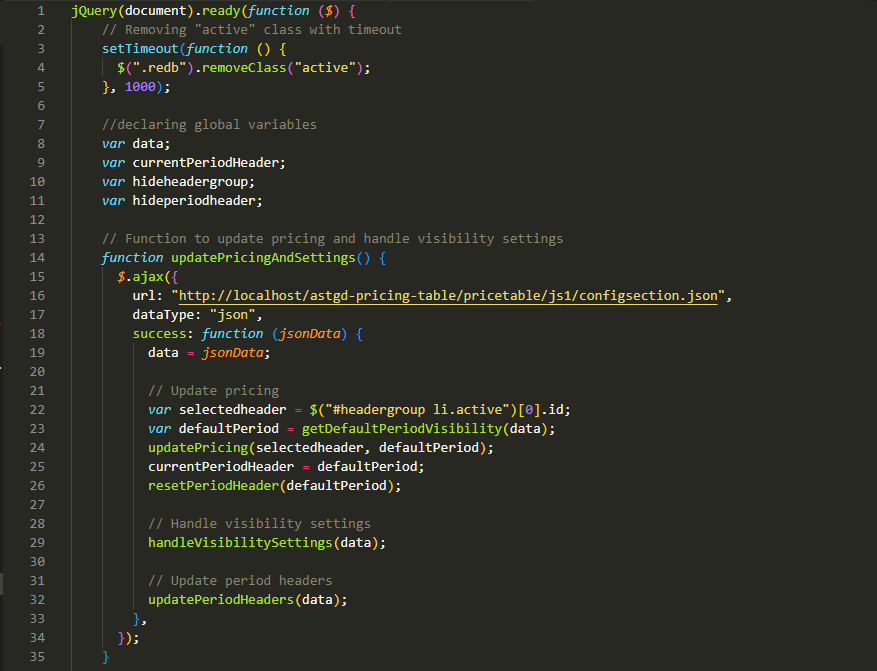 1 jQuery(document).ready(function ($) {
2 // Removing "active" class with timeout
3 setTimeout(function () {
4 $(".redb").removeClass("active");
5 }, 1000);
6
7 //declaring global variables
8 var data;
9 var currentPeriodHeader;
10 var hideheadergroup;
11 var hideperiodheader;
12
13 // Function to update pricing and handle visibility settings
14 function updatePricingAndSettings() {
15 $.ajax({
16 url: "http://localhost/astgd-pricing-table/pricetable/js1/configsection.json",
17 dataType: "json",
18 success: function (jsonData) {
19 data = jsonData;
20
21 // Update pricing
22 var selectedheader = $("#headergroup li.active")[0].id;
23 var defaultPeriod = getDefaultPeriodVisibility(data);
24 updatePricing(selectedheader, defaultPeriod);
25 currentPeriodHeader = defaultPeriod;
26 resetPeriodHeader(defaultPeriod);
27
28 // Handle visibility settings
29 handleVisibilitySettings(data);
30
31 // Update period headers
32 updatePeriodHeaders(data);
33 },
34 });
35 }